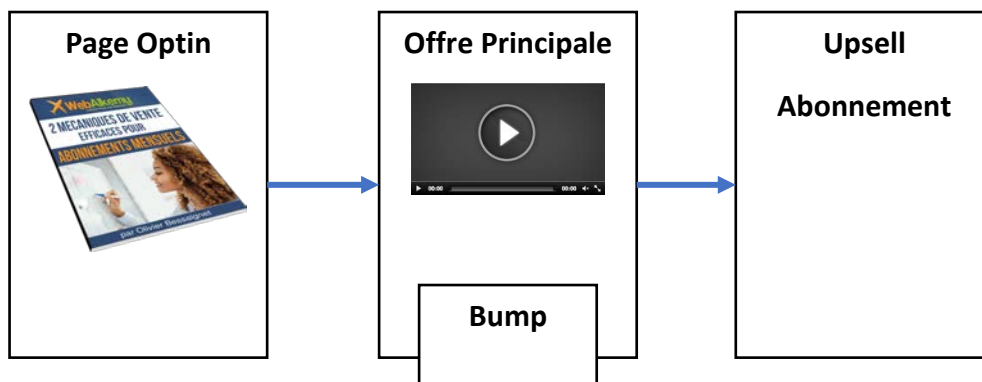 Page Optin
WebAlkemy
2 MECANIQUES DE VENTE
EFFICACES POUR
ABONNEMENTS MENSUELS
par Olivier Bessaignet
Offre Principale
00:00
00:00
Bump
Upsell
Abonnement